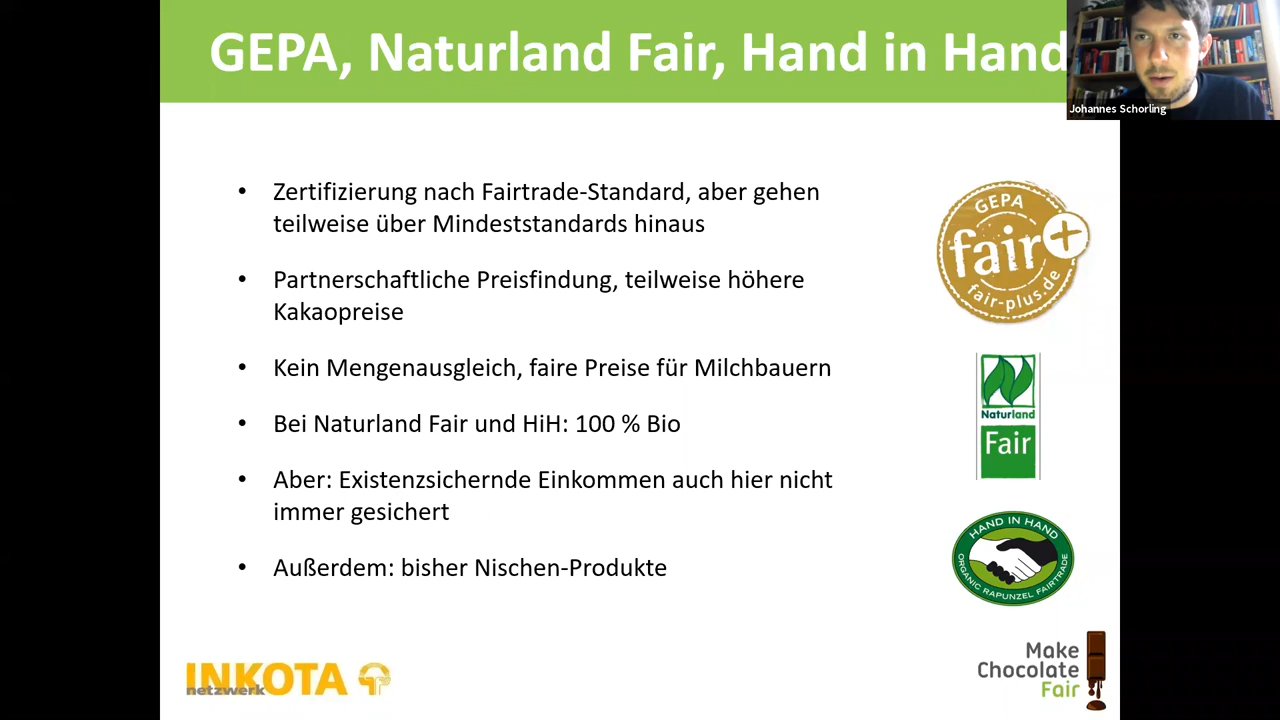 GEPA, Naturland Fair, Hand in Hand
Johannes Schorling
• Zertifizierung nach Fairtrade-Standard, aber gehen
teilweise über Mindeststandards hinaus
• Partnerschaftliche Preisfindung, teilweise höhere
Kakaopreise
• Kein Mengenausgleich, faire Preise für Milchbauern
• Bei Naturland Fair und HiH: 100 % Bio
• Aber: Existenzsichernde Einkommen auch hier nicht
immer gesichert
• Außerdem: bisher Nischen-Produkte
GEPA
fair+
fair-plus.de
Naturland
Fair
HAND IN HAND
ORGANIC RAPUNZEL FAIRTRADE
INKOTA
netzwerk
Make
Chocolate
Fair